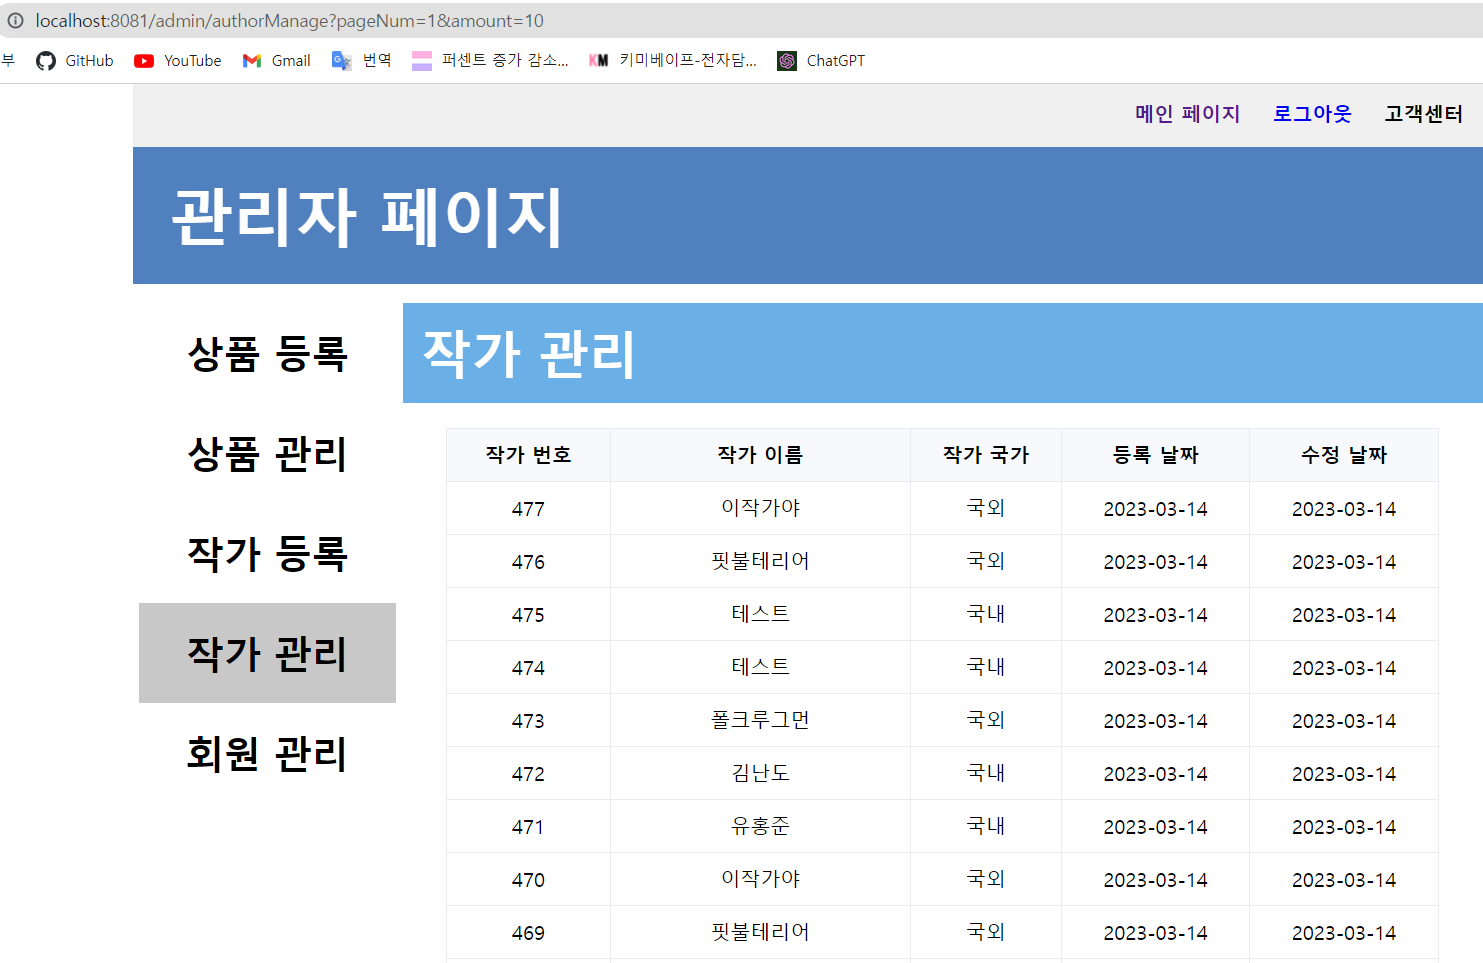 localhost:8081/admin/authorManage?pageNum=1&amount=10
부 GitHub YouTube Gmail 번역 퍼센트 증가 감소... KM 키미베이프-전자담... ChatGPT
메인 페이지 로그아웃 고객센터
관리자 페이지
상품 등록
상품 관리
작가 등록
작가 관리
회원 관리
작가 관리
작가 번호 작가 이름 작가 국가 등록 날짜 수정 날짜
477 이작가야 국외 2023-03-14 2023-03-14
476 핏불테리어 국외 2023-03-14 2023-03-14
475 테스트 국내 2023-03-14 2023-03-14
474 테스트 국내 2023-03-14 2023-03-14
473 폴크루그먼 국외 2023-03-14 2023-03-14
472 김난도 국내 2023-03-14 2023-03-14
471 유홍준 국내 2023-03-14 2023-03-14
470 이작가야 국외 2023-03-14 2023-03-14
469 핏불테리어 국외 2023-03-14 2023-03-14